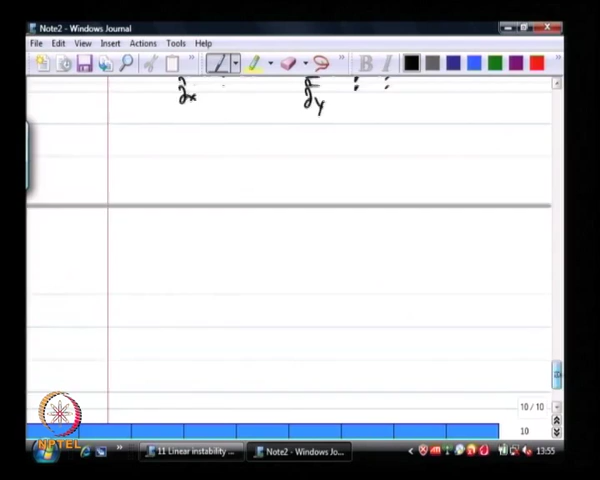 Note2 - Windows Journal
File Edit View Insert Actions Tools Help
B I
∂x ∂y
10 / 10
10
NPTEL
11 Linear instability ...
Note2 - Windows Jo...
13:55